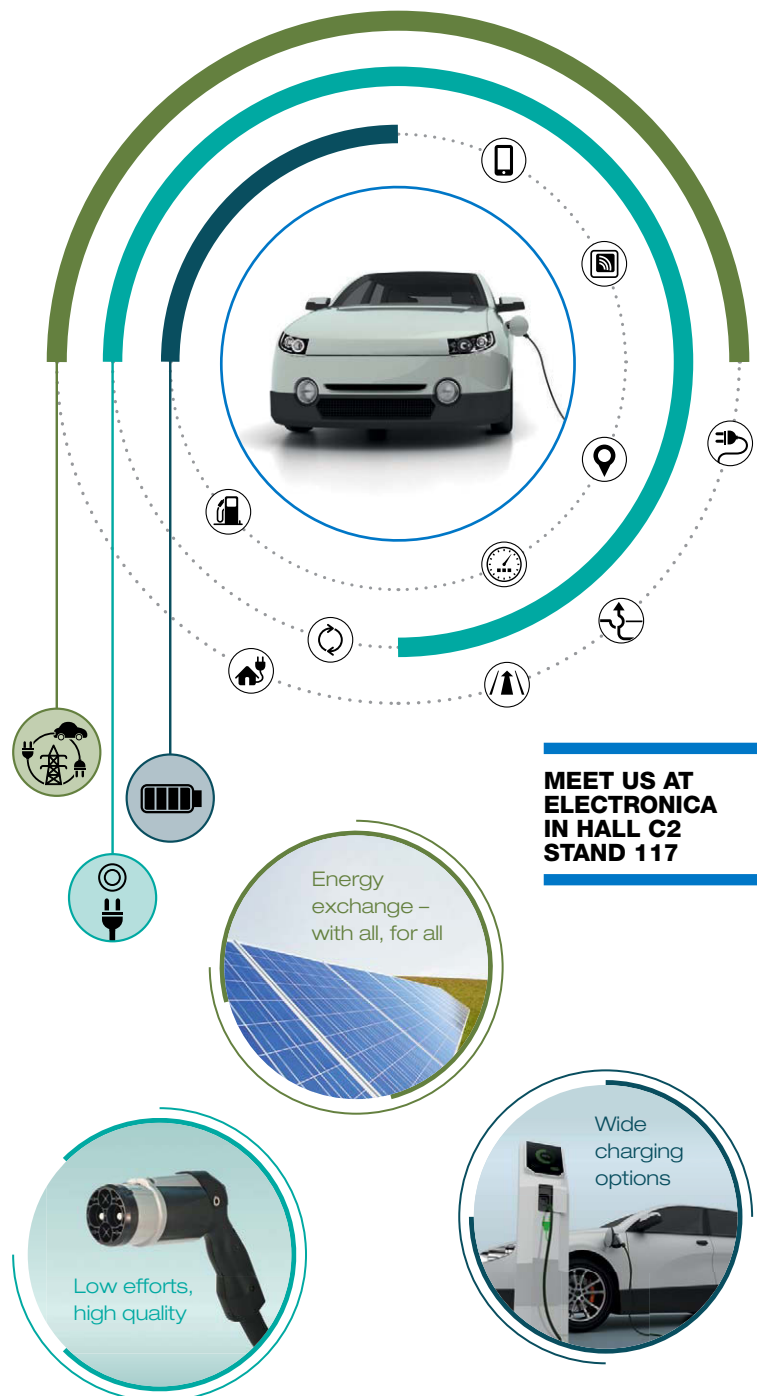 MEET US AT
ELECTRONICA
IN HALL C2
STAND 117
Energy
exchange –
with all, for all
Wide
charging
options
Low efforts,
high quality